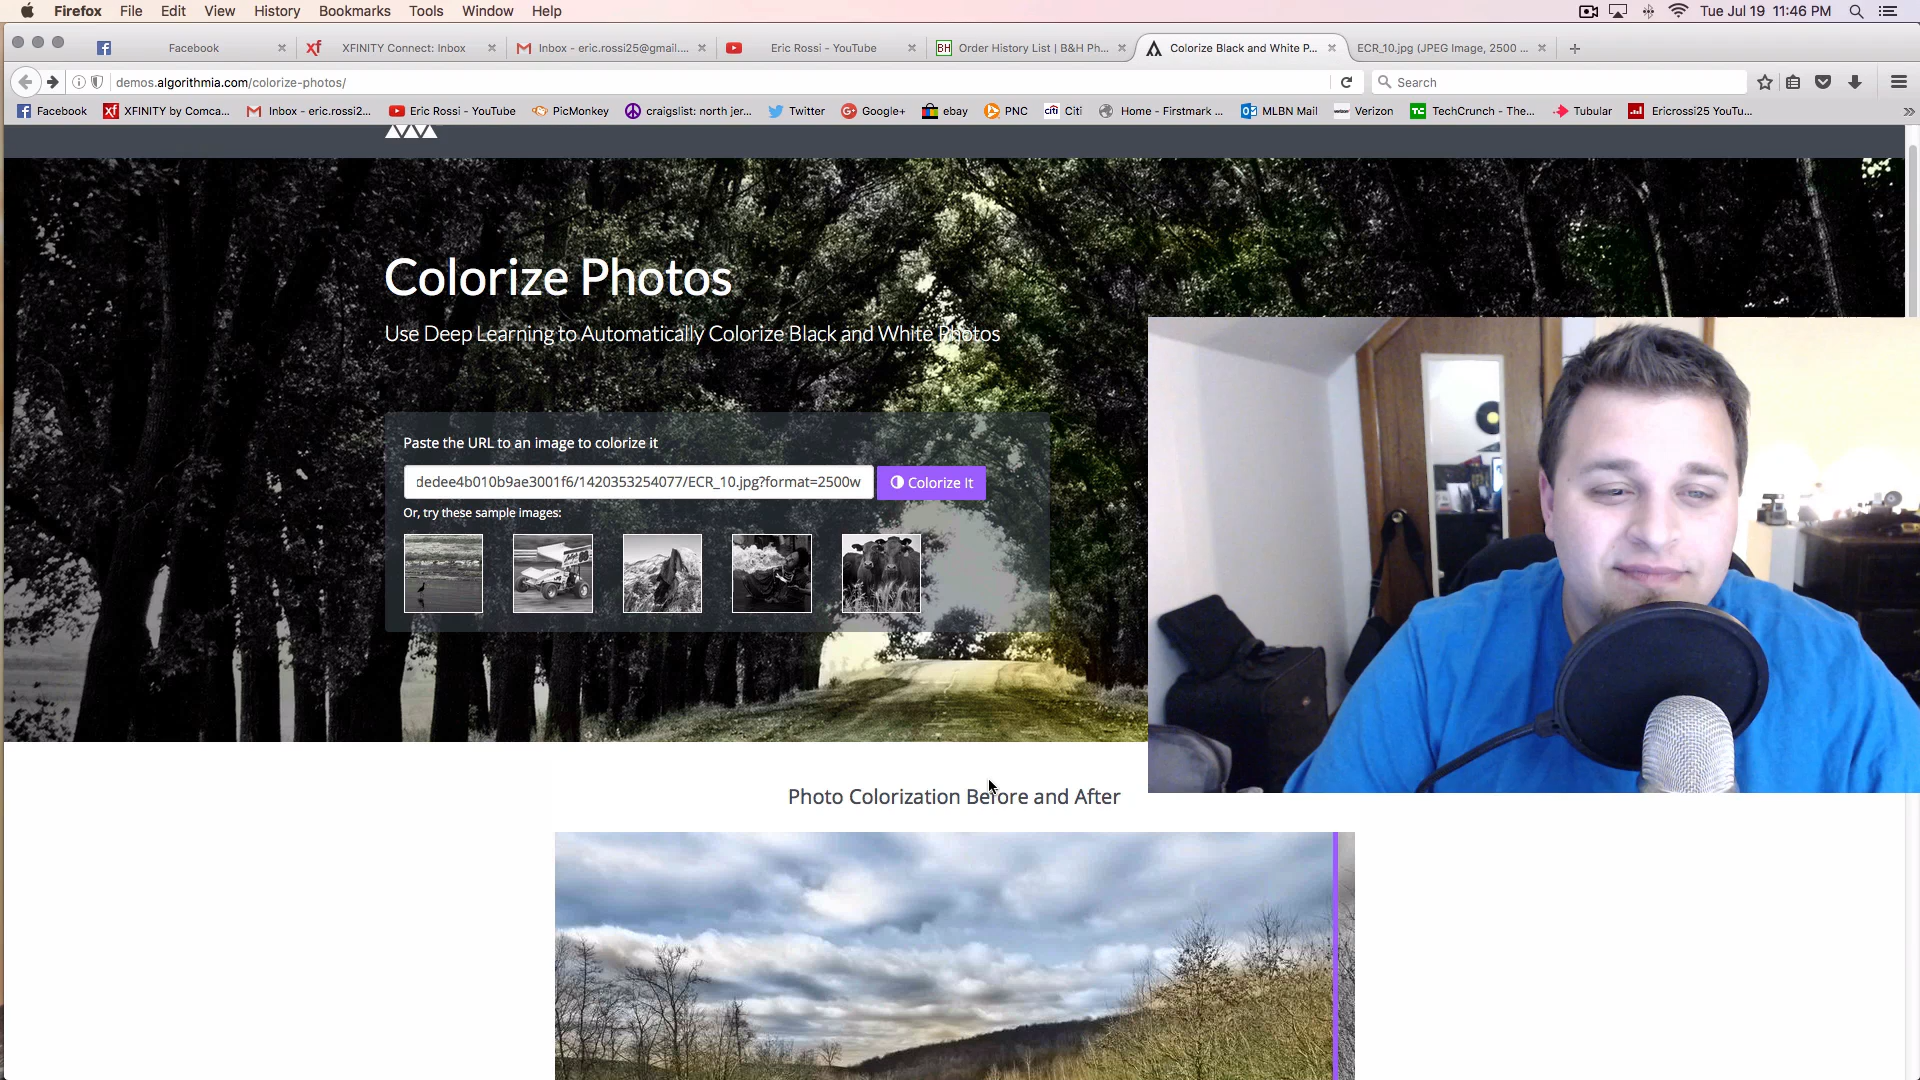 Firefox File Edit View History Bookmarks Tools Window Help Tue Jul 19 11:46 PM
Facebook XFINITY Connect: Inbox Inbox - eric.rossi25@gmail.... Eric Rossi - YouTube BH Order History List | B&H Ph... Colorize Black and White P... ECR_10.jpg (JPEG Image, 2500 ...
demos.algorithmia.com/colorize-photos/ Search
Facebook xf XFINITY by Comca... Inbox - eric.rossi2... Eric Rossi - YouTube PicMonkey craigslist: north jer... Twitter Google+ ebay PNC citi Citi Home - Firstmark ... MLBN Mail Verizon TC TechCrunch - The... Tubular Ericrossi25 YouTu...
Colorize Photos
Use Deep Learning to Automatically Colorize Black and White Photos
Paste the URL to an image to colorize it
dedee4b010b9ae3001f6/1420353254077/ECR_10.jpg?format=2500w Colorize It
Or, try these sample images:
Photo Colorization Before and After